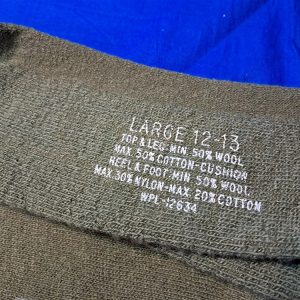 LARGE 12-13
TOP & LEG-MIN 50% WOOL
MAX 50% COTTON-CUSHION
HEEL & FOOT MIN 50% WOOL
MAX 30% NYLON-MAX 20% COTTON
WPL-12634